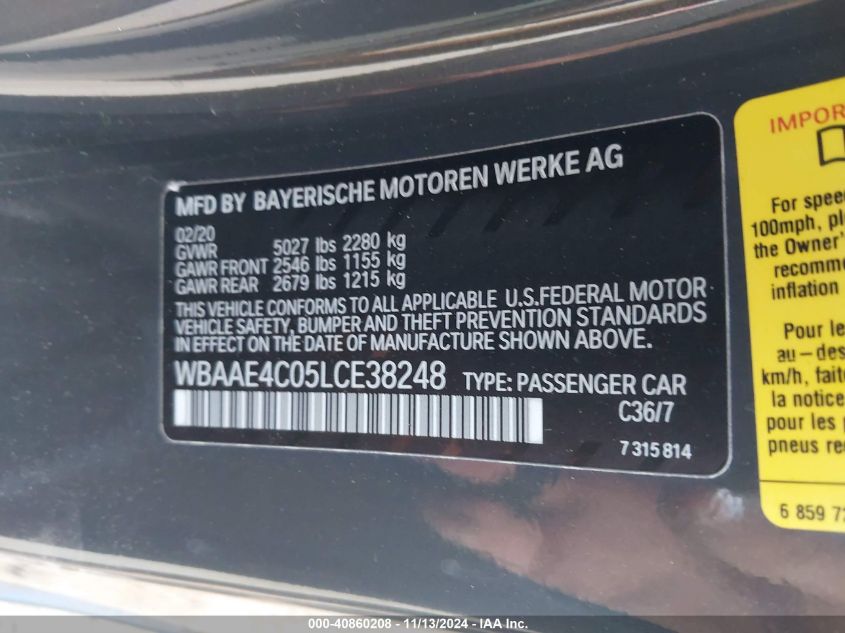 MFD BY BAYERISCHE MOTOREN WERKE AG
02/20
GVWR 5027 lbs 2280 kg
GAWR FRONT 2546 lbs 1155 kg
GAWR REAR 2679 lbs 1215 kg
THIS VEHICLE CONFORMS TO ALL APPLICABLE U.S.FEDERAL MOTOR
VEHICLE SAFETY, BUMPER AND THEFT PREVENTION STANDARDS
IN EFFECT ON THE DATE OF MANUFACTURE SHOWN ABOVE.
WBAAE4C05LCE38248 TYPE: PASSENGER CAR
C36/7
7 315 814
IMPOR
For spee
100mph, pl
the Owner'
recomme
inflation
Pour le
au-des
km/h, faite
la notice
pour les
pneus re
6 859 7
000-40860208 - 11/13/2024 - IAA Inc.